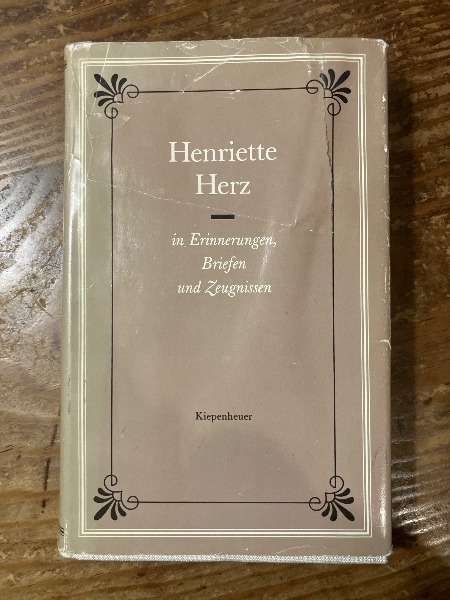 Henriette
Herz
in Erinnerungen,
Briefen
und Zeugnissen
Kiepenheuer